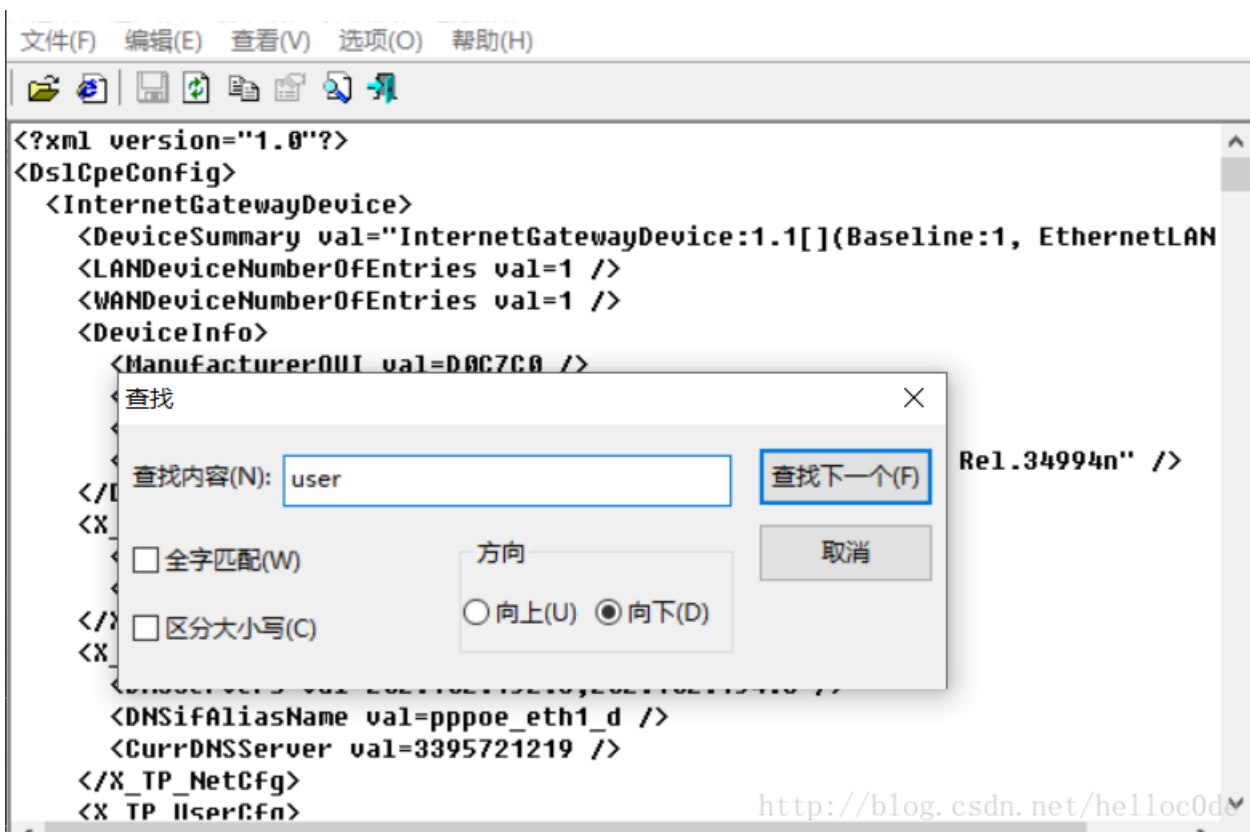 文件(F) 编辑(E) 查看(V) 选项(O) 帮助(H)
<?xml version="1.0"?>
<DslCpeConfig>
<InternetGatewayDevice>
<DeviceSummary val="InternetGatewayDevice:1.1[](Baseline:1, EthernetLAN
<LANDeviceNumberOfEntries val=1 />
<WANDeviceNumberOfEntries val=1 />
<DeviceInfo>
<ManufacturerOUI val=D0C7C0 />
查找
查找内容(N): user 查找下一个(F)
Rel.34994n" />
全字匹配(W)
方向
取消
向上(U) 向下(D)
区分大小写(C)
<X_
<DNSIfAliasName val=pppoe_eth1_d />
<CurrDNSServer val=3395721219 />
</X_TP_NetCfg>
<X_TP_UserCfg>
http://blog.csdn.net/helloc0de